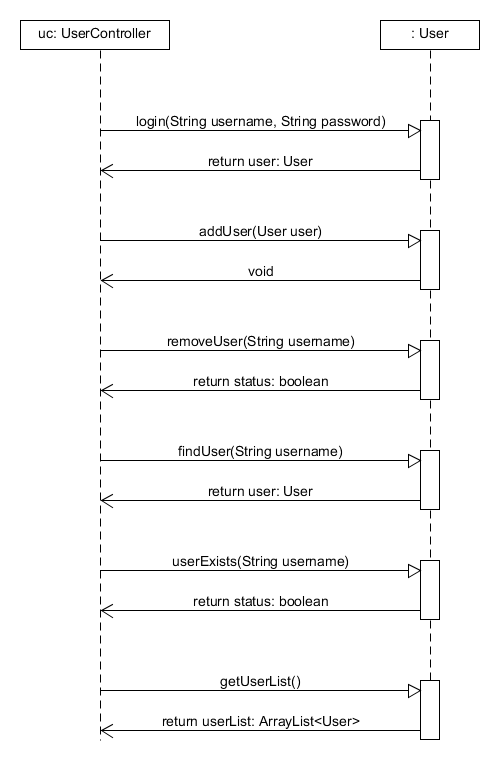 uc: UserController
: User
login(String username, String password)
return user: User
addUser(User user)
void
removeUser(String username)
return status: boolean
findUser(String username)
return user: User
userExists(String username)
return status: boolean
getUserList()
return userList: ArrayList<User>